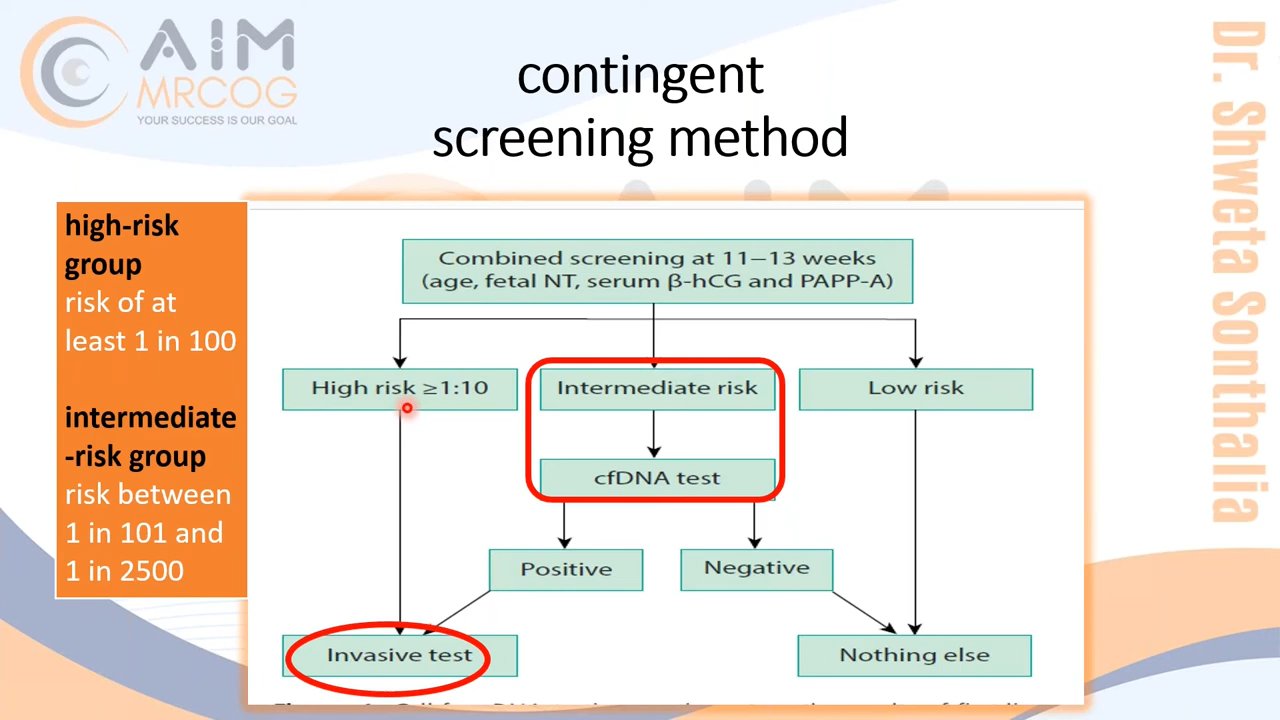 AIM
MRCOG
YOUR SUCCESS IS OUR GOAL
contingent
screening method
Dr. Shweta Sonthalia
high-risk
group
risk of at
least 1 in 100
intermediate
-risk group
risk between
1 in 101 and
1 in 2500
Combined screening at 11–13 weeks
(age, fetal NT, serum β-hCG and PAPP-A)
High risk ≥1:10
Intermediate risk
Low risk
cfDNA test
Positive
Negative
Invasive test
Nothing else